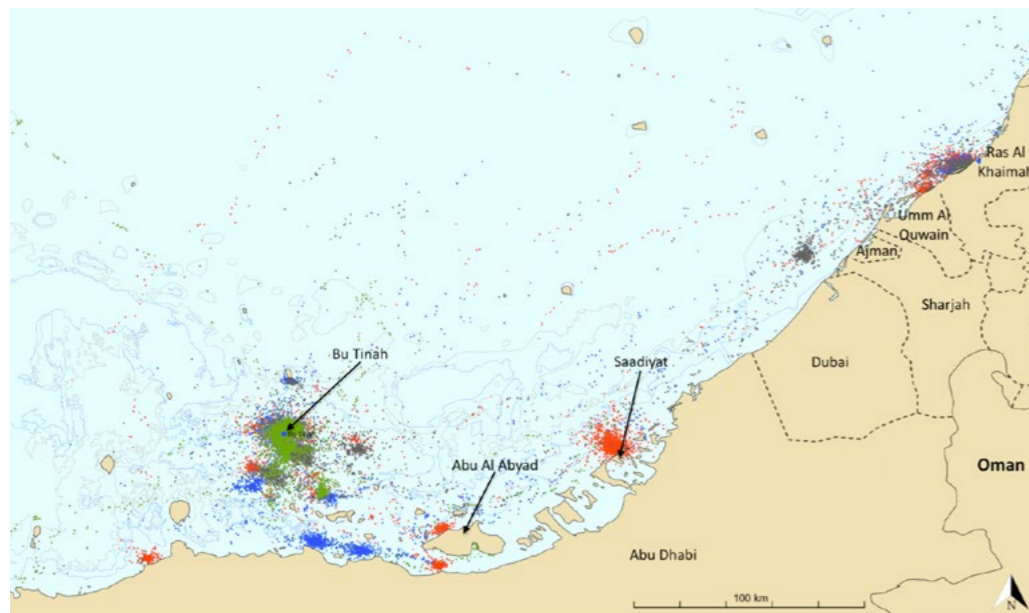 Ras Al
Khaimah
Umm Al
Quwain
Ajman
Sharjah
Bu Tinah
Saadiyat
Dubai
Abu Al Abyad
Oman
Abu Dhabi
100 km
N